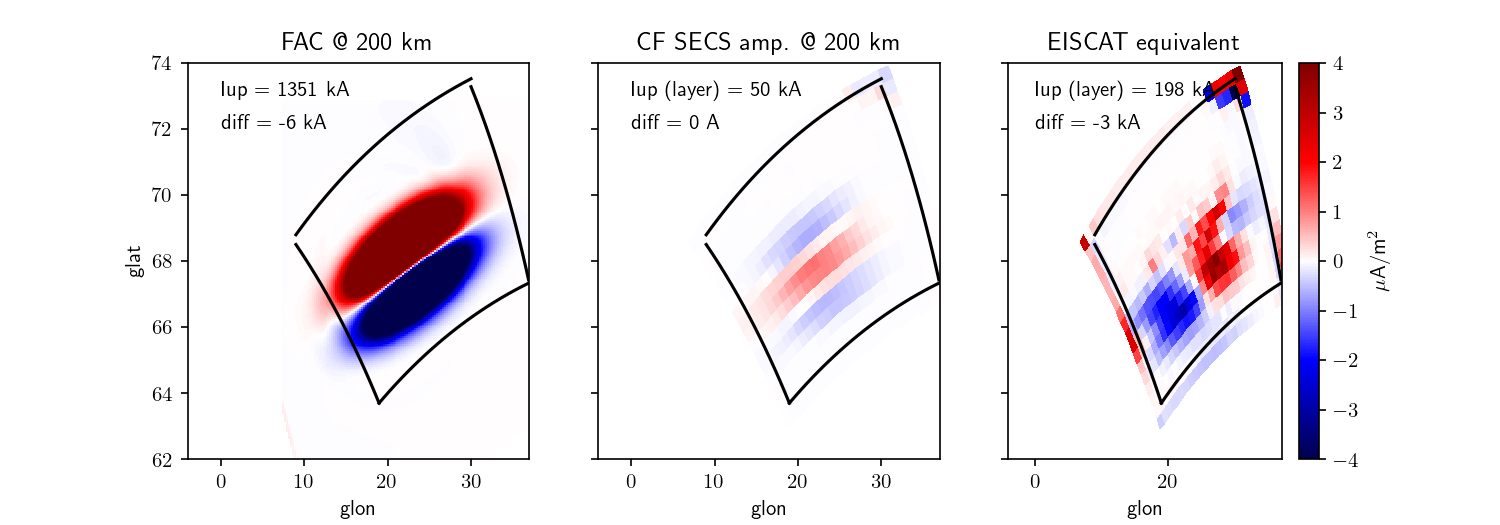 FAC @ 200 km
CF SECS amp. @ 200 km
EISCAT equivalent
Iup = 1351 kA
diff = -6 kA
Iup (layer) = 50 kA
diff = 0 A
Iup (layer) = 198 kA
diff = -3 kA
74
72
70
68
66
64
62
glat
0
10
20
30
glon
0
10
20
30
glon
0
20
glon
4
3
2
1
0
−1
−2
−3
−4
μA/m²